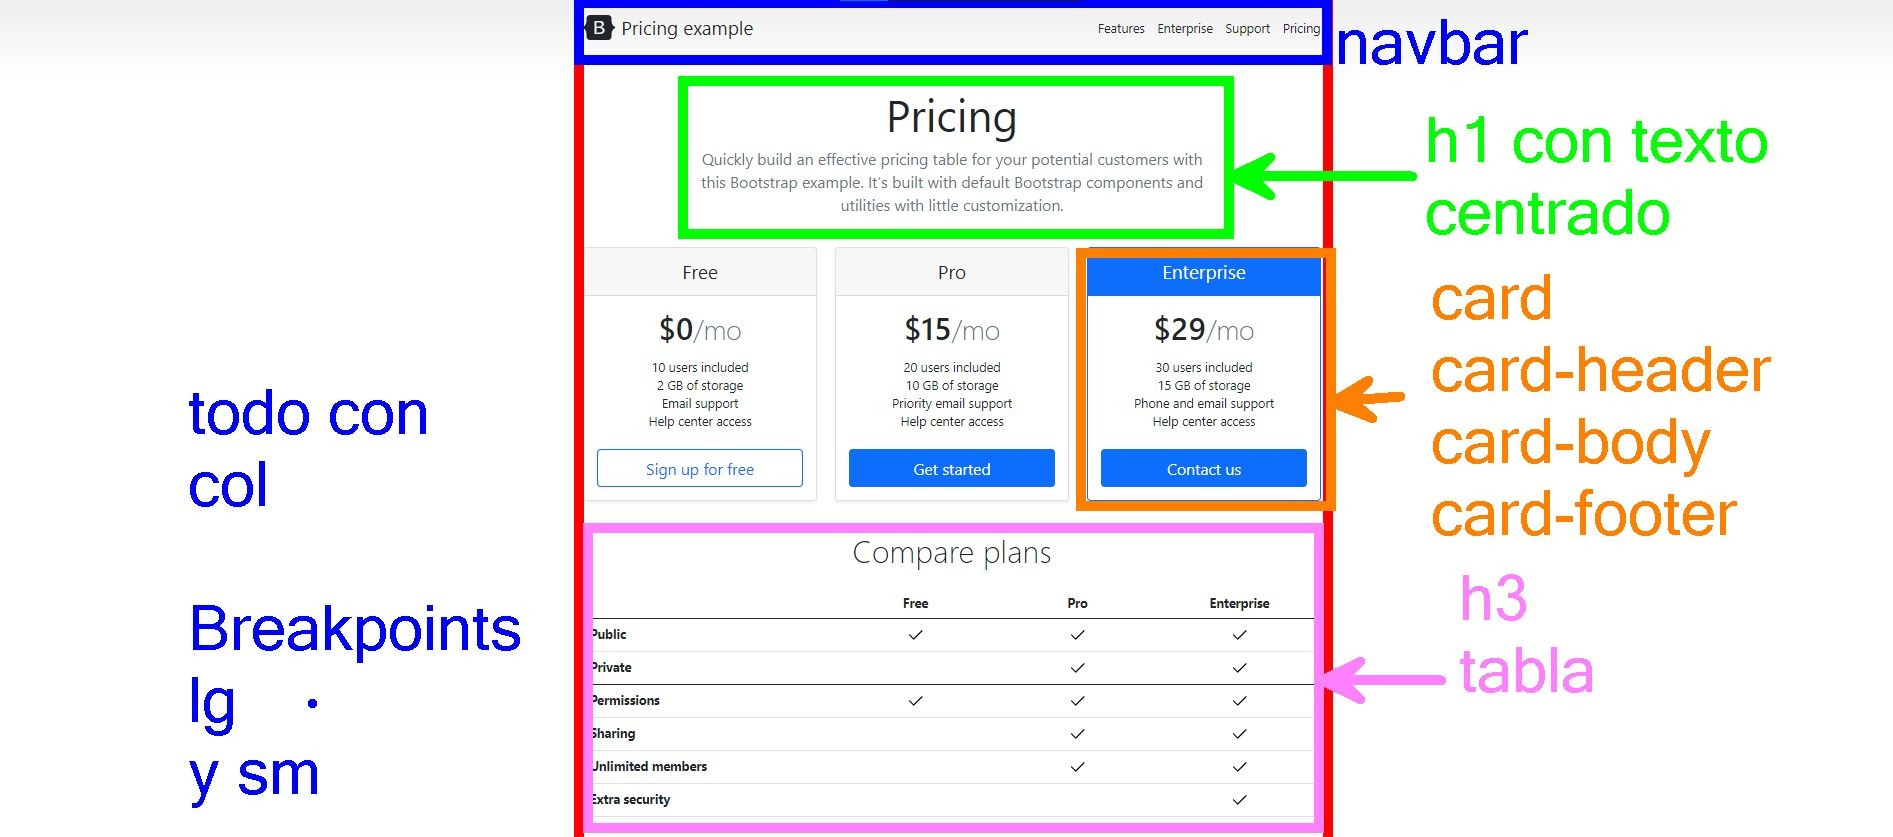 B Pricing example Features Enterprise Support Pricing
navbar
Pricing
Quickly build an effective pricing table for your potential customers with
this Bootstrap example. It’s built with default Bootstrap components and
utilities with little customization.
h1 con texto
centrado
Free
$0/mo
10 users included
2 GB of storage
Email support
Help center access
Sign up for free
Pro
$15/mo
20 users included
10 GB of storage
Priority email support
Help center access
Get started
Enterprise
$29/mo
30 users included
15 GB of storage
Phone and email support
Help center access
Contact us
card
card-header
card-body
card-footer
todo con
col
Breakpoints
lg
y sm
Compare plans
Free Pro Enterprise
Public ✓ ✓ ✓
Private ✓ ✓
Permissions ✓ ✓ ✓
Sharing ✓ ✓
Unlimited members ✓ ✓
Extra security ✓
h3
tabla